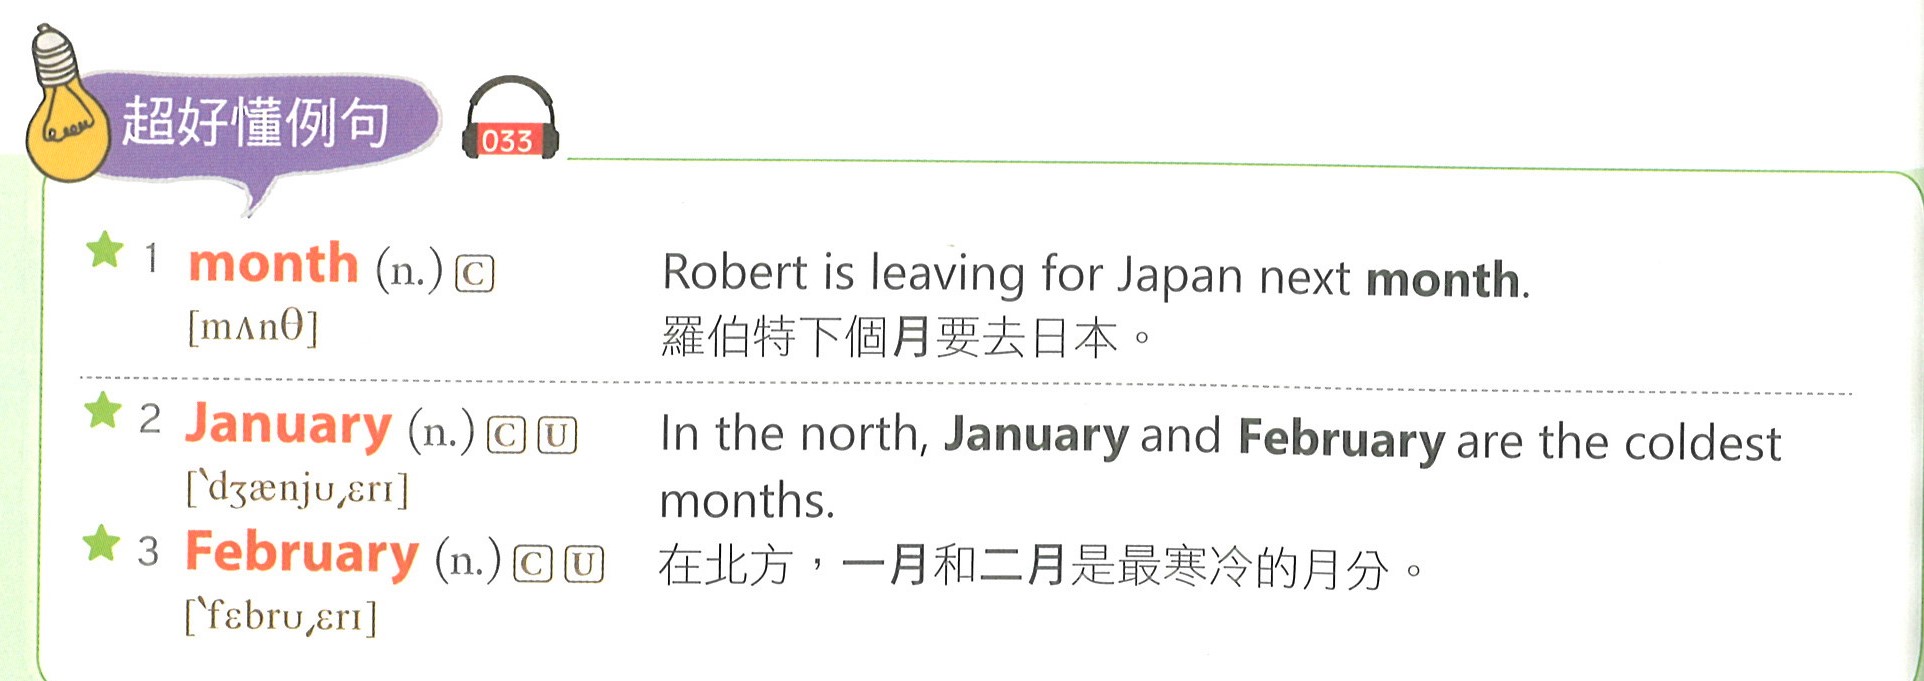 超好懂例句
033
1 month (n.) C
Robert is leaving for Japan next month.
[mʌnθ]
羅伯特下個月要去日本。
2 January (n.) C U
In the north, January and February are the coldest
[ˋdʒænjʊˏɛrɪ]
months.
3 February (n.) C U
在北方，一月和二月是最寒冷的月分。
[ˋfɛbrʊˏɛrɪ]